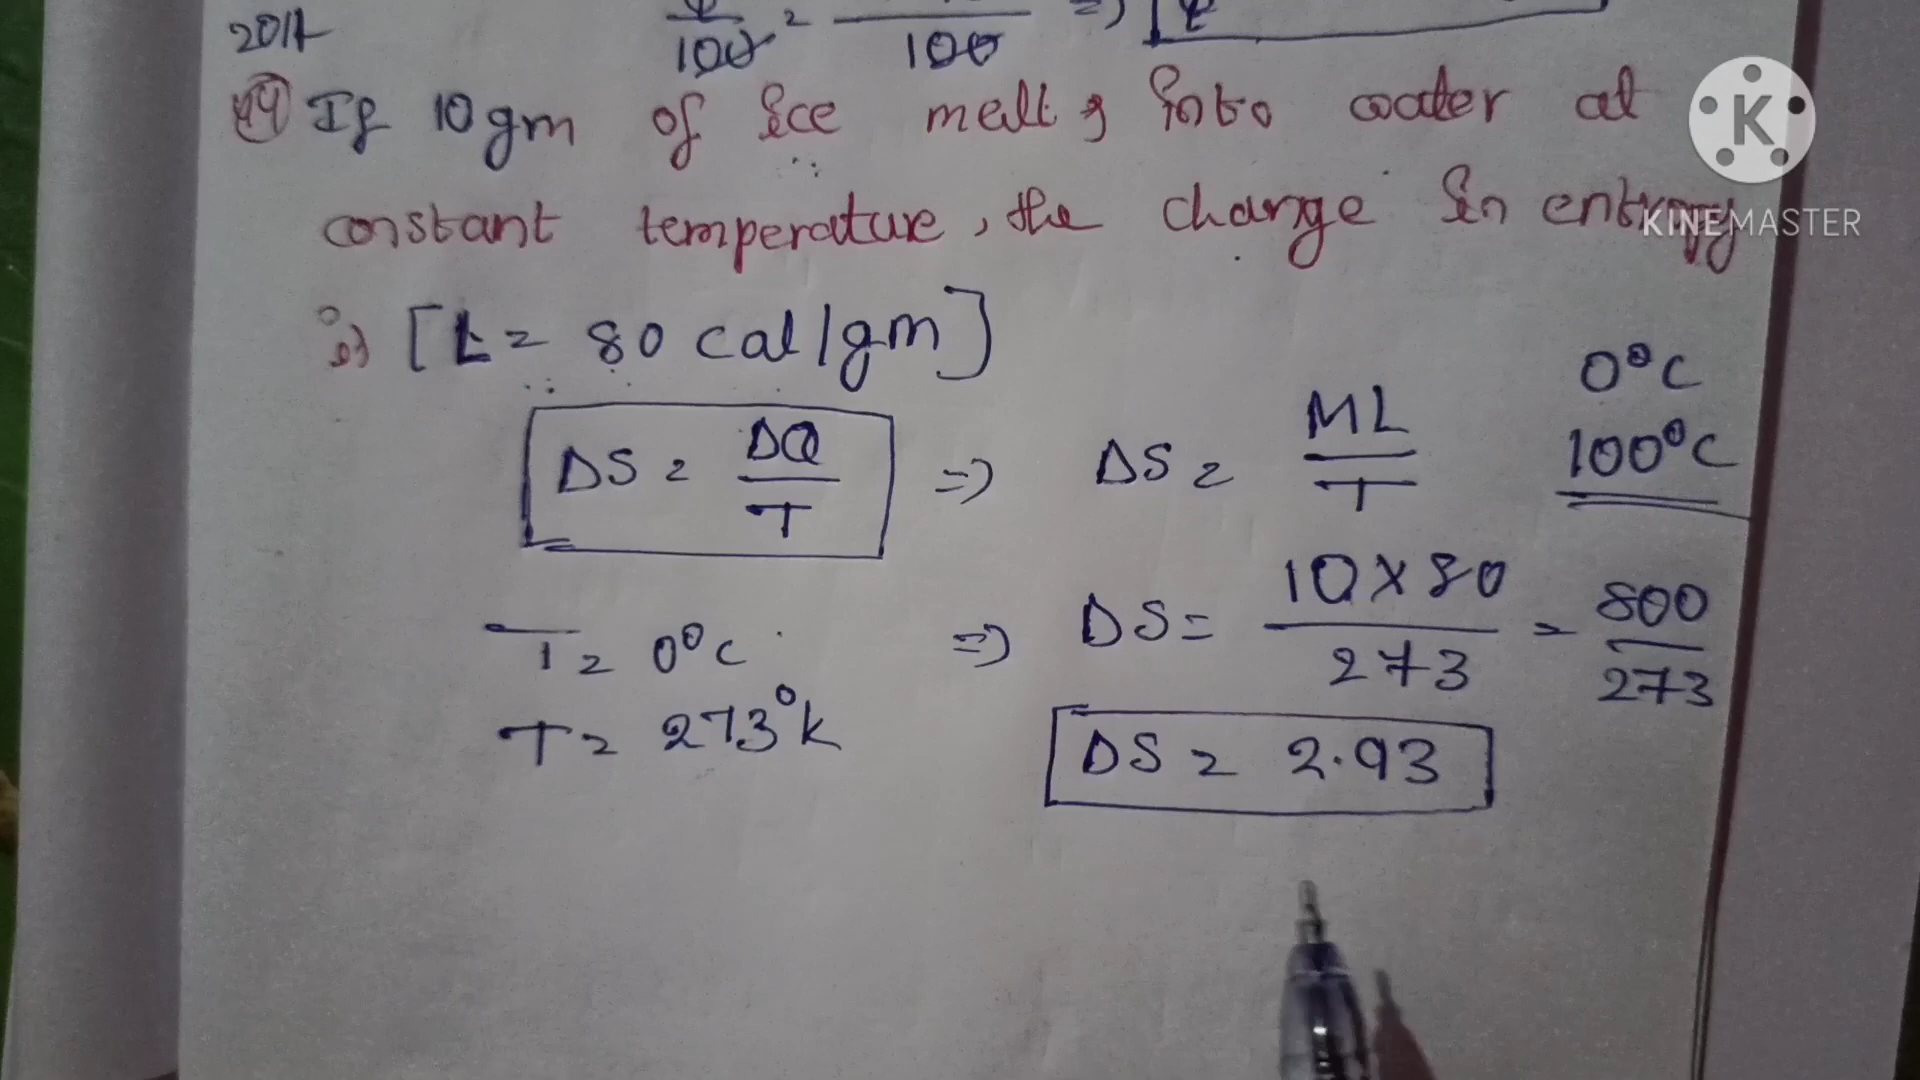 2017
100 = 100 =>
44 If 10gm of ice melts into water at
constant temperature, the change in entropy
is) [L = 80 cal/gm]
0°C
100°C
ΔS = ΔQ/T => ΔS = ML/T
T = 0°C => ΔS = 10×80/273 = 800/273
T = 273°K
ΔS = 2.93
K
KINEMASTER